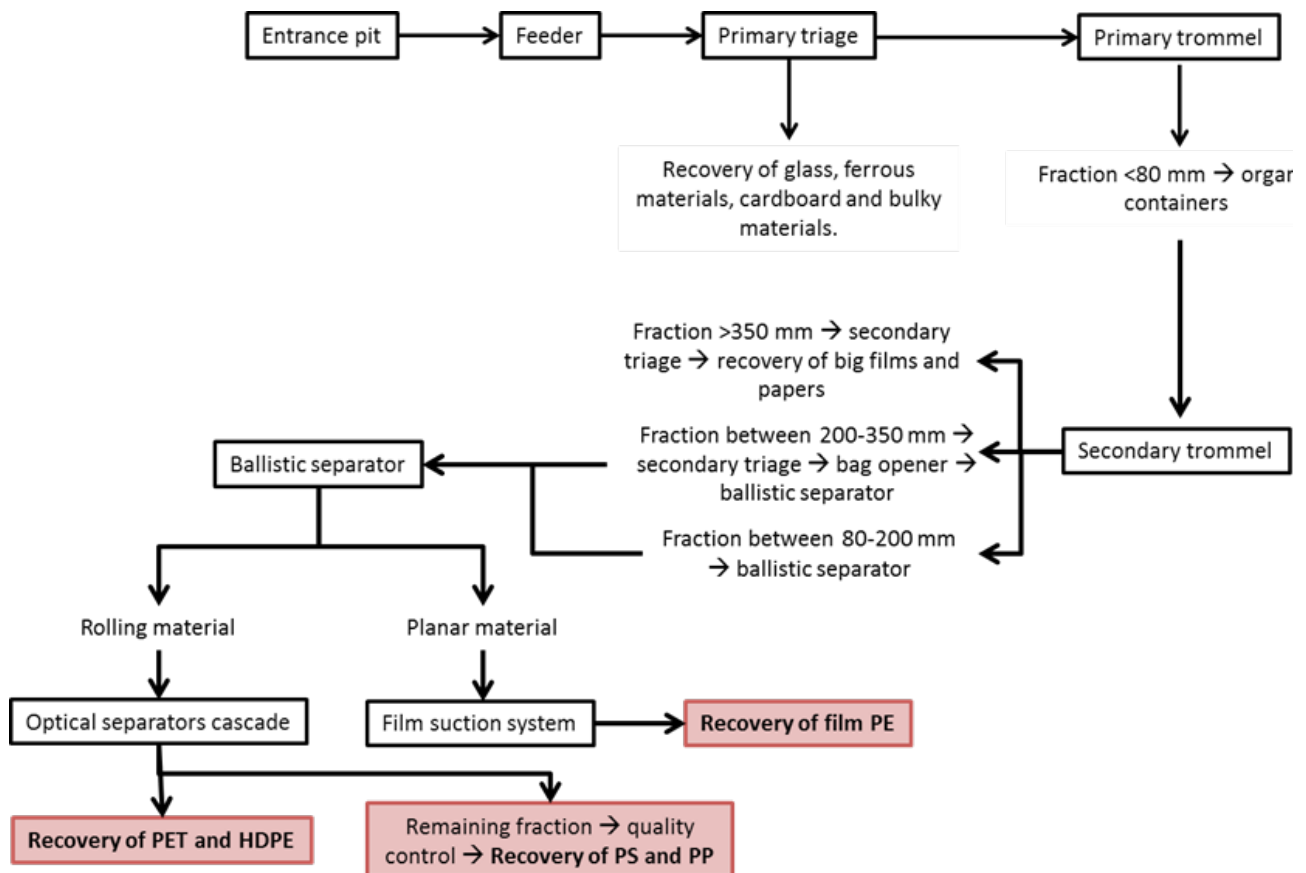 Entrance pit
Feeder
Primary triage
Primary trommel
Recovery of glass, ferrous
materials, cardboard and bulky
materials.
Fraction <80 mm → organ
containers
Fraction >350 mm → secondary
triage → recovery of big films and
papers
Fraction between 200-350 mm →
secondary triage → bag opener →
ballistic separator
Fraction between 80-200 mm
→ ballistic separator
Secondary trommel
Ballistic separator
Rolling material
Planar material
Optical separators cascade
Film suction system
Recovery of film PE
Recovery of PET and HDPE
Remaining fraction → quality
control → Recovery of PS and PP